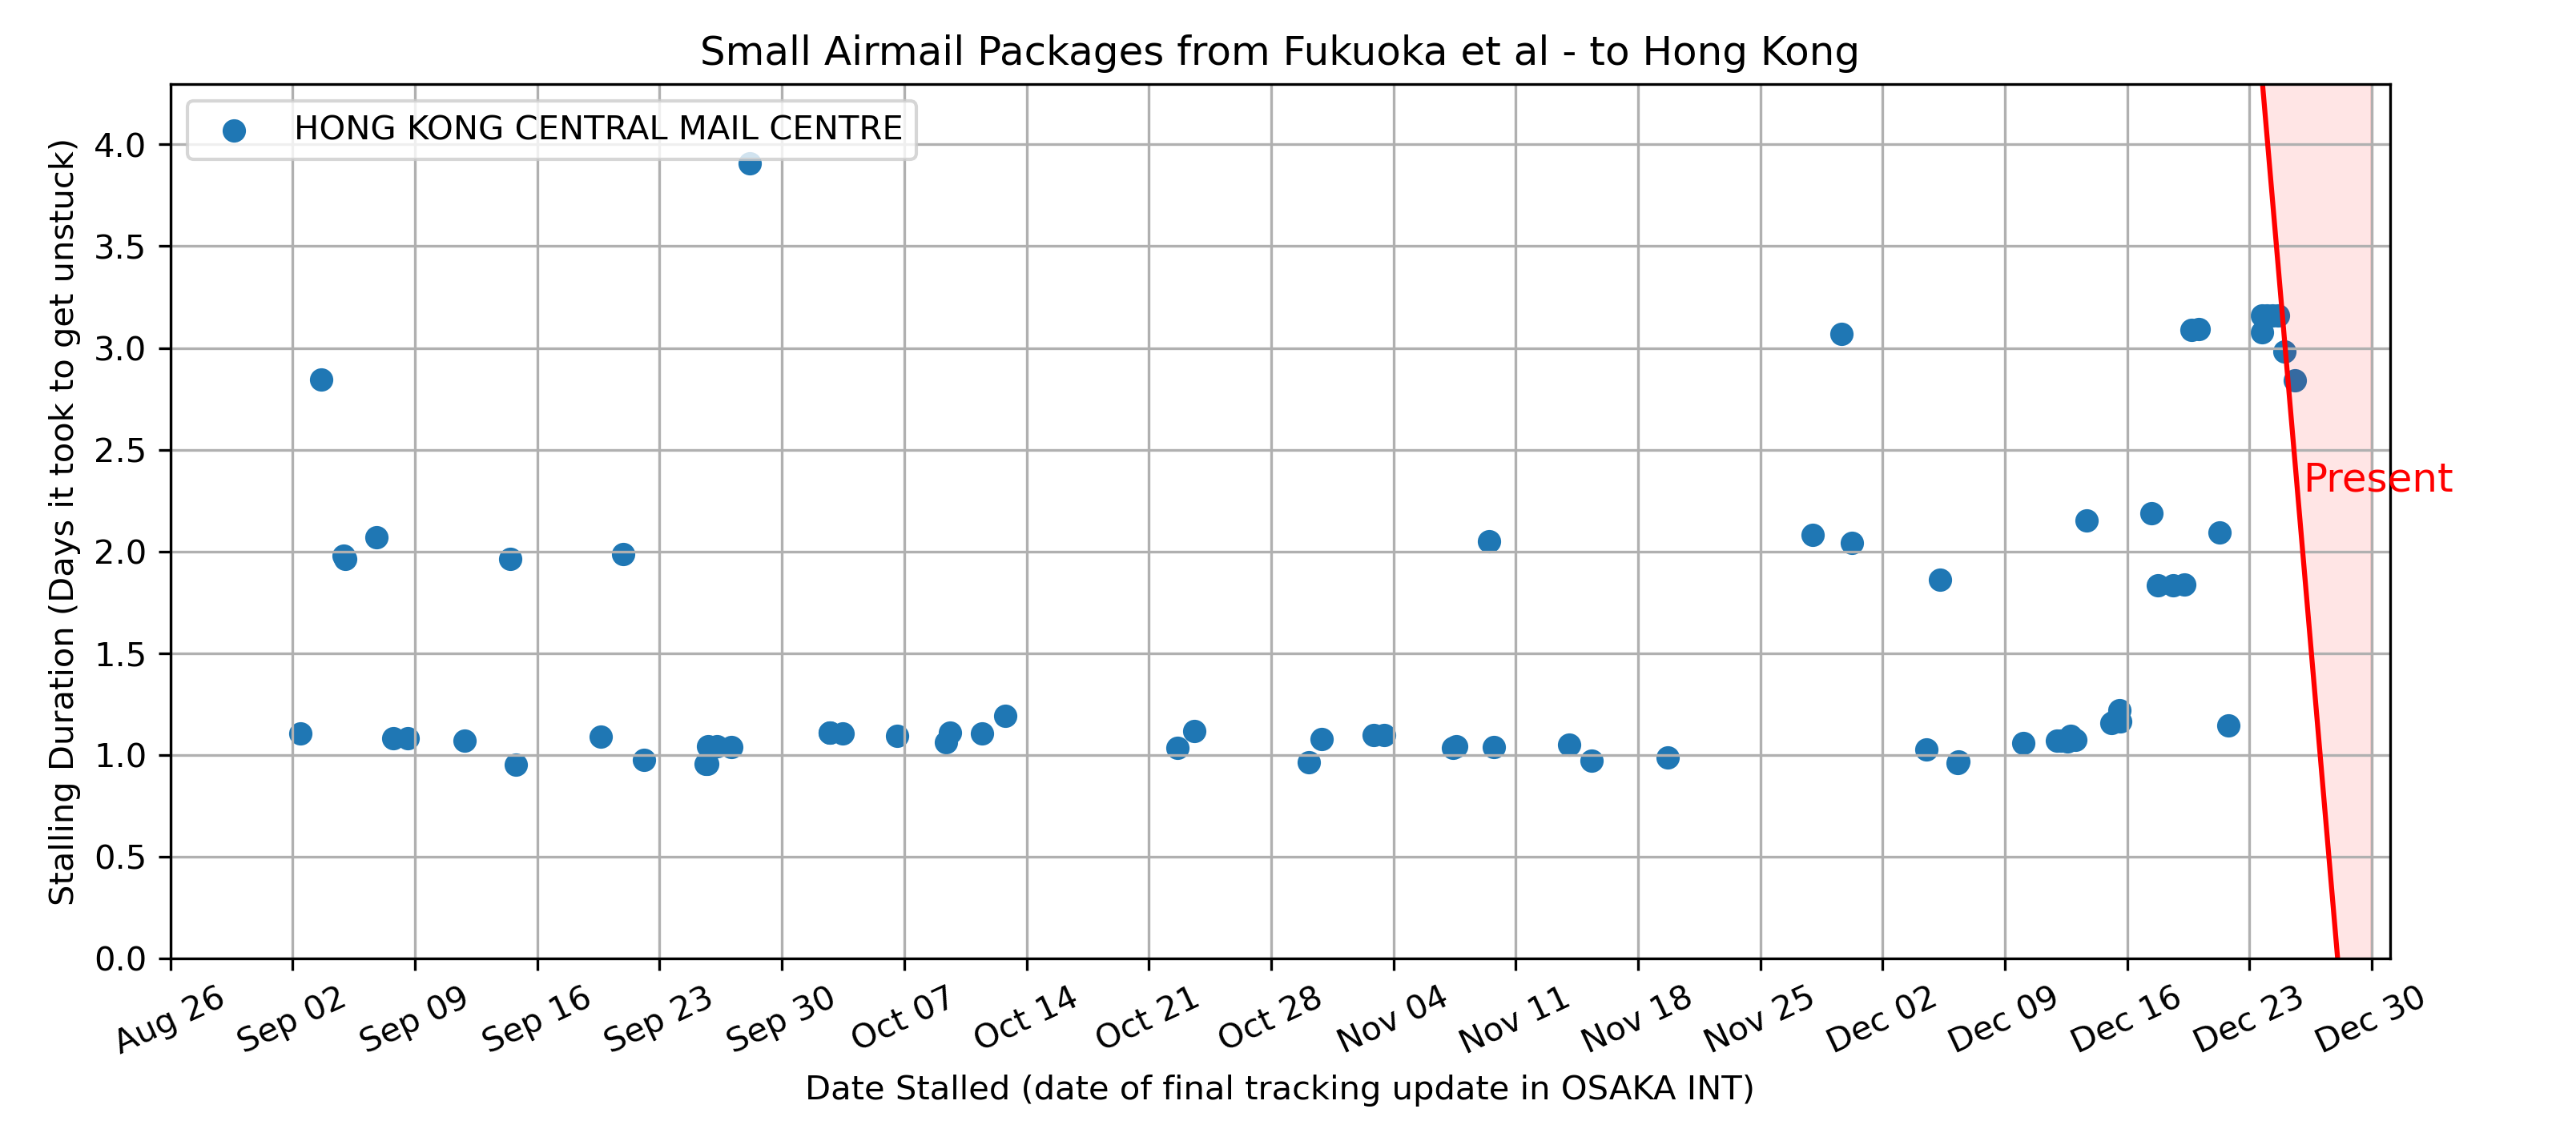 Small Airmail Packages from Fukuoka et al - to Hong Kong
HONG KONG CENTRAL MAIL CENTRE
Stalling Duration (Days it took to get unstuck)
4.0
3.5
3.0
2.5
2.0
1.5
1.0
0.5
0.0
Present
Aug 26
Sep 02
Sep 09
Sep 16
Sep 23
Sep 30
Oct 07
Oct 14
Oct 21
Oct 28
Nov 04
Nov 11
Nov 18
Nov 25
Dec 02
Dec 09
Dec 16
Dec 23
Dec 30
Date Stalled (date of final tracking update in OSAKA INT)